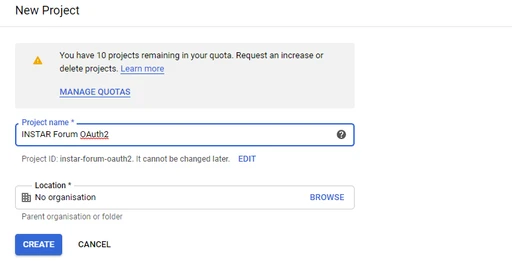 New Project
You have 10 projects remaining in your quota. Request an increase or
delete projects. Learn more
MANAGE QUOTAS
Project name *
INSTAR Forum OAuth2
Project ID: instar-forum-oauth2. It cannot be changed later. EDIT
Location *
No organisation BROWSE
Parent organisation or folder
CREATE CANCEL